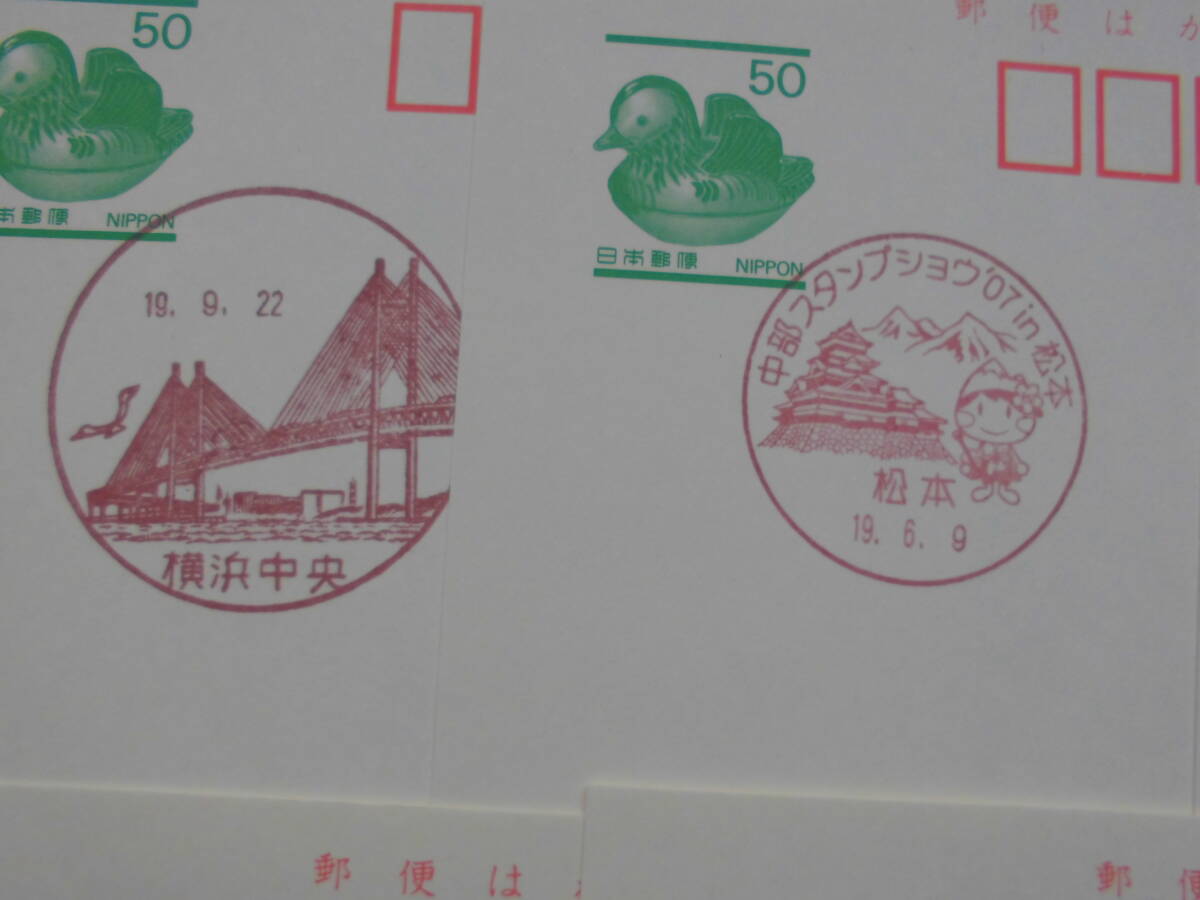 50
本郵便 NIPPON
19. 9. 22
横浜中央
郵便は
50
日本郵便 NIPPON
中部スタンプショウ'07 in 松本
松本
19. 6. 9
郵便は
郵便